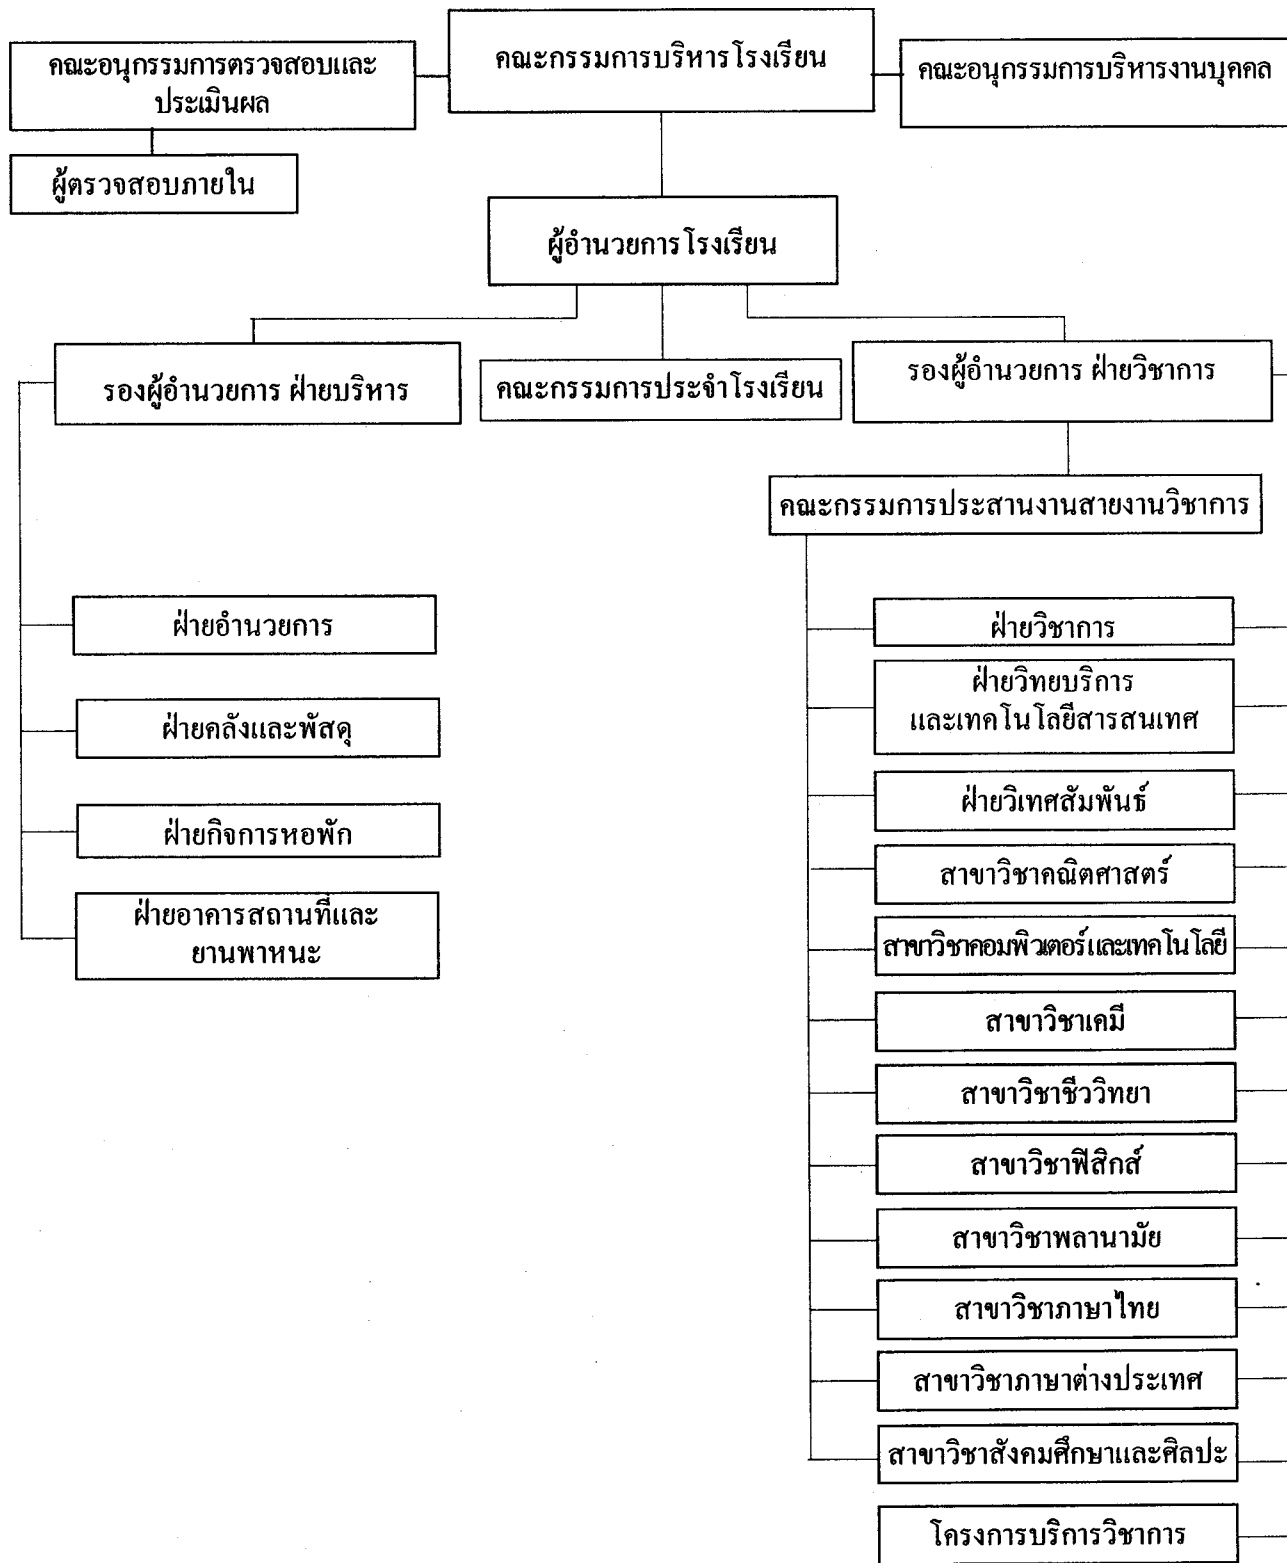 คณะกรรมการบริหารโรงเรียน
คณะอนุกรรมการตรวจสอบและ
ประเมินผล
คณะอนุกรรมการบริหารงานบุคคล
ผู้ตรวจสอบภายใน
ผู้อำนวยการโรงเรียน
รองผู้อำนวยการ ฝ่ายบริหาร
คณะกรรมการประจำโรงเรียน
รองผู้อำนวยการ ฝ่ายวิชาการ
คณะกรรมการประสานงานสายงานวิชาการ
ฝ่ายอำนวยการ
ฝ่ายคลังและพัสดุ
ฝ่ายกิจการหอพัก
ฝ่ายอาคารสถานที่และ
ยานพาหนะ
ฝ่ายวิชาการ
ฝ่ายวิทยบริการ
และเทคโนโลยีสารสนเทศ
ฝ่ายวิเทศสัมพันธ์
สาขาวิชาคณิตศาสตร์
สาขาวิชาคอมพิวเตอร์และเทคโนโลยี
สาขาวิชาเคมี
สาขาวิชาชีววิทยา
สาขาวิชาฟิสิกส์
สาขาวิชาพลานามัย
สาขาวิชาภาษาไทย
สาขาวิชาภาษาต่างประเทศ
สาขาวิชาสังคมศึกษาและศิลปะ
โครงการบริการวิชาการ